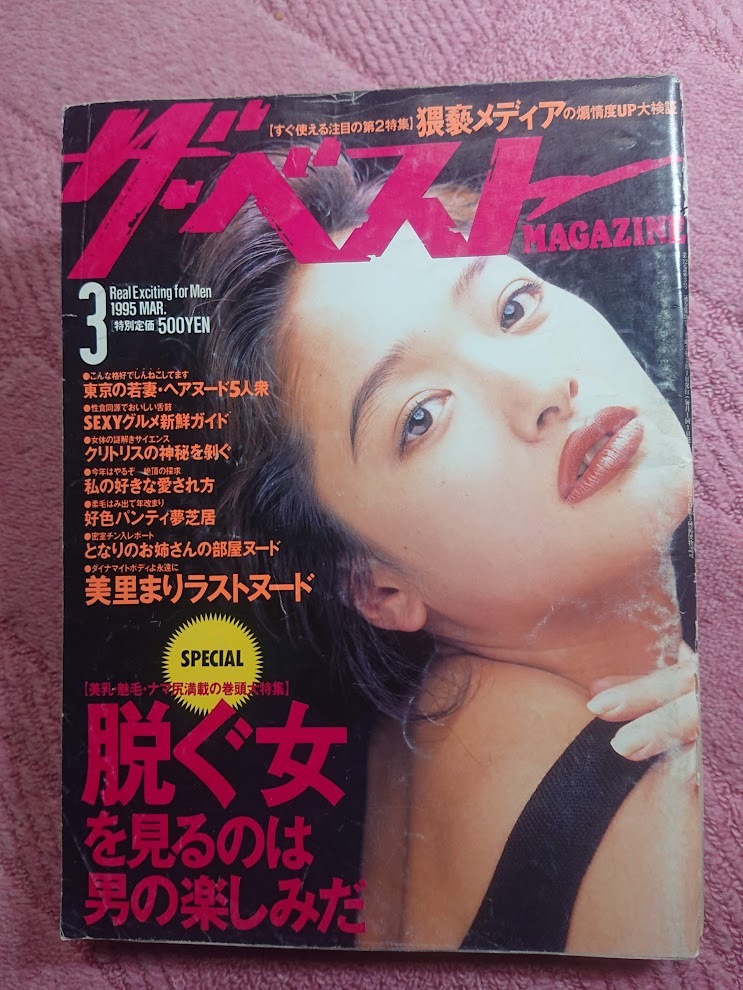 【すぐ使える注目の第2特集】猥褻メディアの煽情度UP大検証
ザ・ベスト
MAGAZINE
3
Real Exciting for Men
1995 MAR.
[特別定価]500YEN
●こんな格好でしんねこしてます
東京の若妻・ヘアヌード5人衆
●性食同源でおいしい舌鼓
SEXYグルメ新鮮ガイド
●女体の謎解きサイエンス
クリトリスの神秘を剝ぐ
●今年はやるぞ 絶頂の探求
私の好きな愛され方
●柔毛はみ出て年改まり
好色パンティ夢芝居
●密室チン入レポート
となりのお姉さんの部屋ヌード
●ダイナマイトボディよ永遠に
美里まりラストヌード
SPECIAL
【美乳・魅毛・ナマ尻満載の巻頭大特集】
脱ぐ女
を見るのは
男の楽しみだ